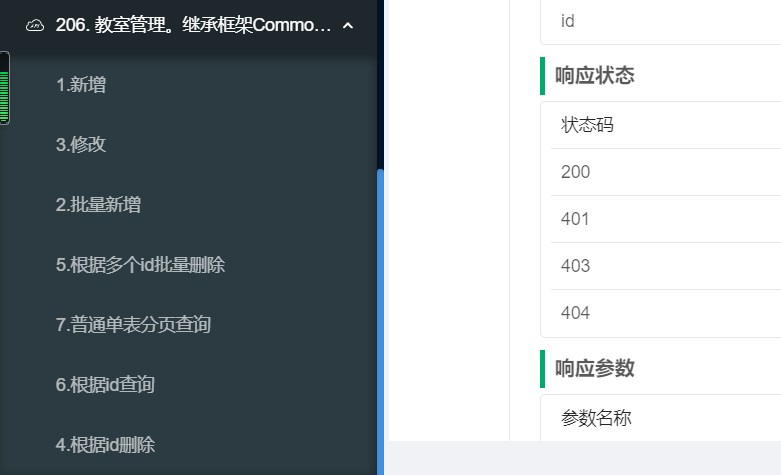 206. 教室管理。继承框架Commo...
1.新增
3.修改
2.批量新增
5.根据多个id批量删除
7.普通单表分页查询
6.根据id查询
4.根据id删除
id
响应状态
状态码
200
401
403
404
响应参数
参数名称